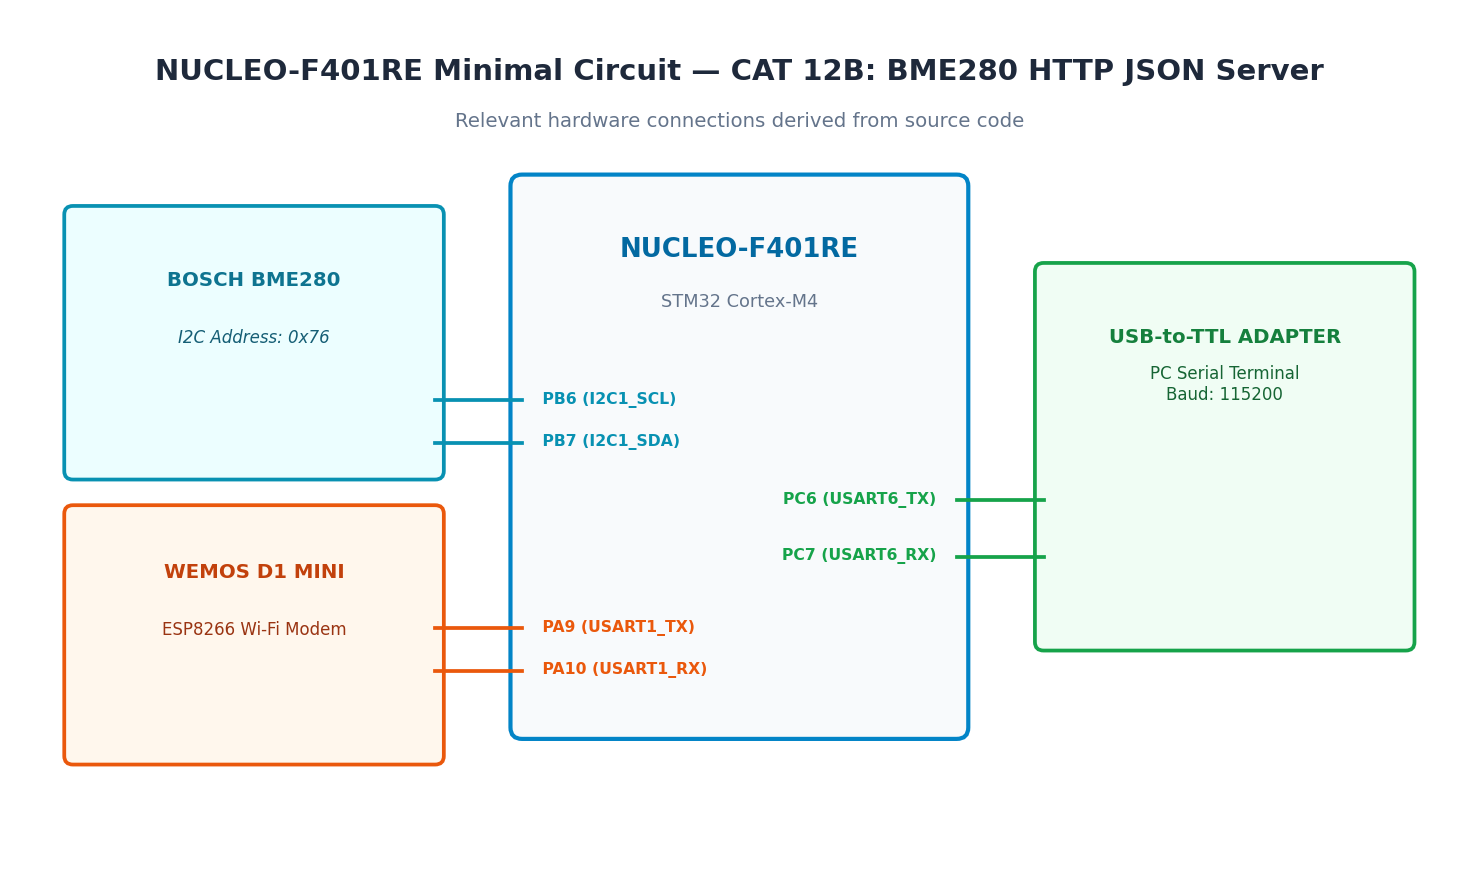 NUCLEO-F401RE Minimal Circuit — CAT 12B: BME280 HTTP JSON Server
Relevant hardware connections derived from source code
BOSCH BME280
I2C Address: 0x76
WEMOS D1 MINI
ESP8266 Wi-Fi Modem
NUCLEO-F401RE
STM32 Cortex-M4
PB6 (I2C1_SCL)
PB7 (I2C1_SDA)
PC6 (USART6_TX)
PC7 (USART6_RX)
PA9 (USART1_TX)
PA10 (USART1_RX)
USB-to-TTL ADAPTER
PC Serial Terminal
Baud: 115200